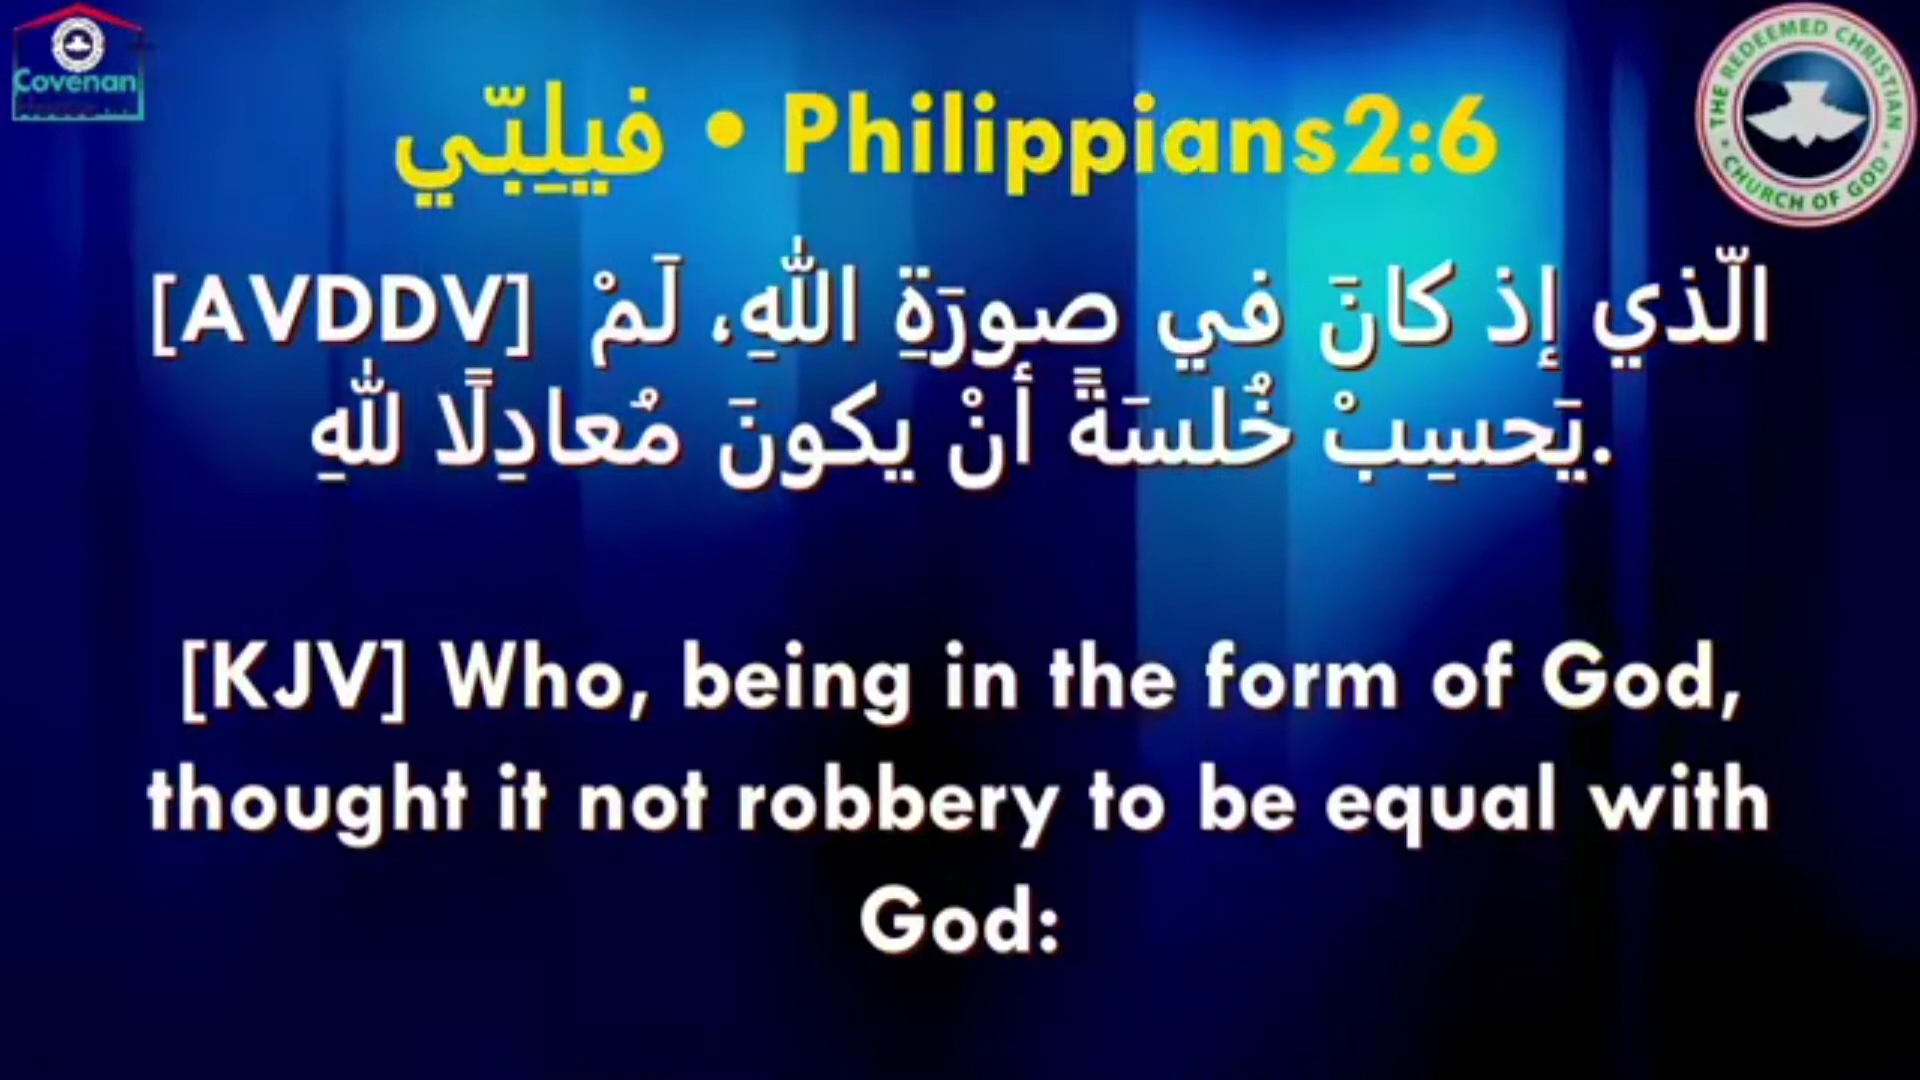 Covenan
THE REDEEMED CHRISTIAN CHURCH OF GOD
فيلِبّي • Philippians2:6
[AVDDV] الّذي إذ كانَ في صورَةِ اللهِ، لَمْ
يَحسِبْ خُلسَةً أنْ يكونَ مُعادِلًا للهِ.
[KJV] Who, being in the form of God,
thought it not robbery to be equal with
God: